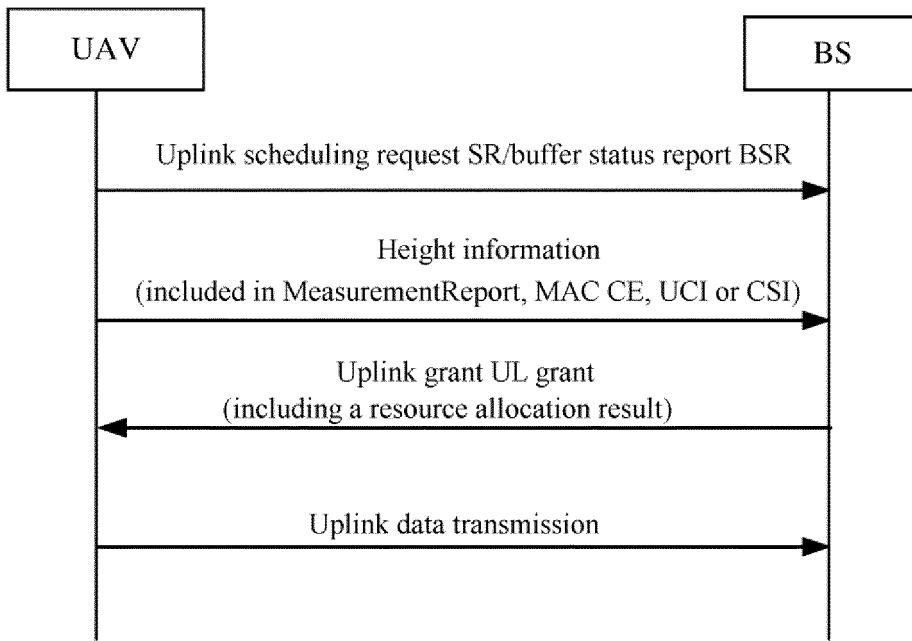 UAV
BS
Uplink scheduling request SR/buffer status report BSR
Height information
(included in MeasurementReport, MAC CE, UCI or CSI)
Uplink grant UL grant
(including a resource allocation result)
Uplink data transmission